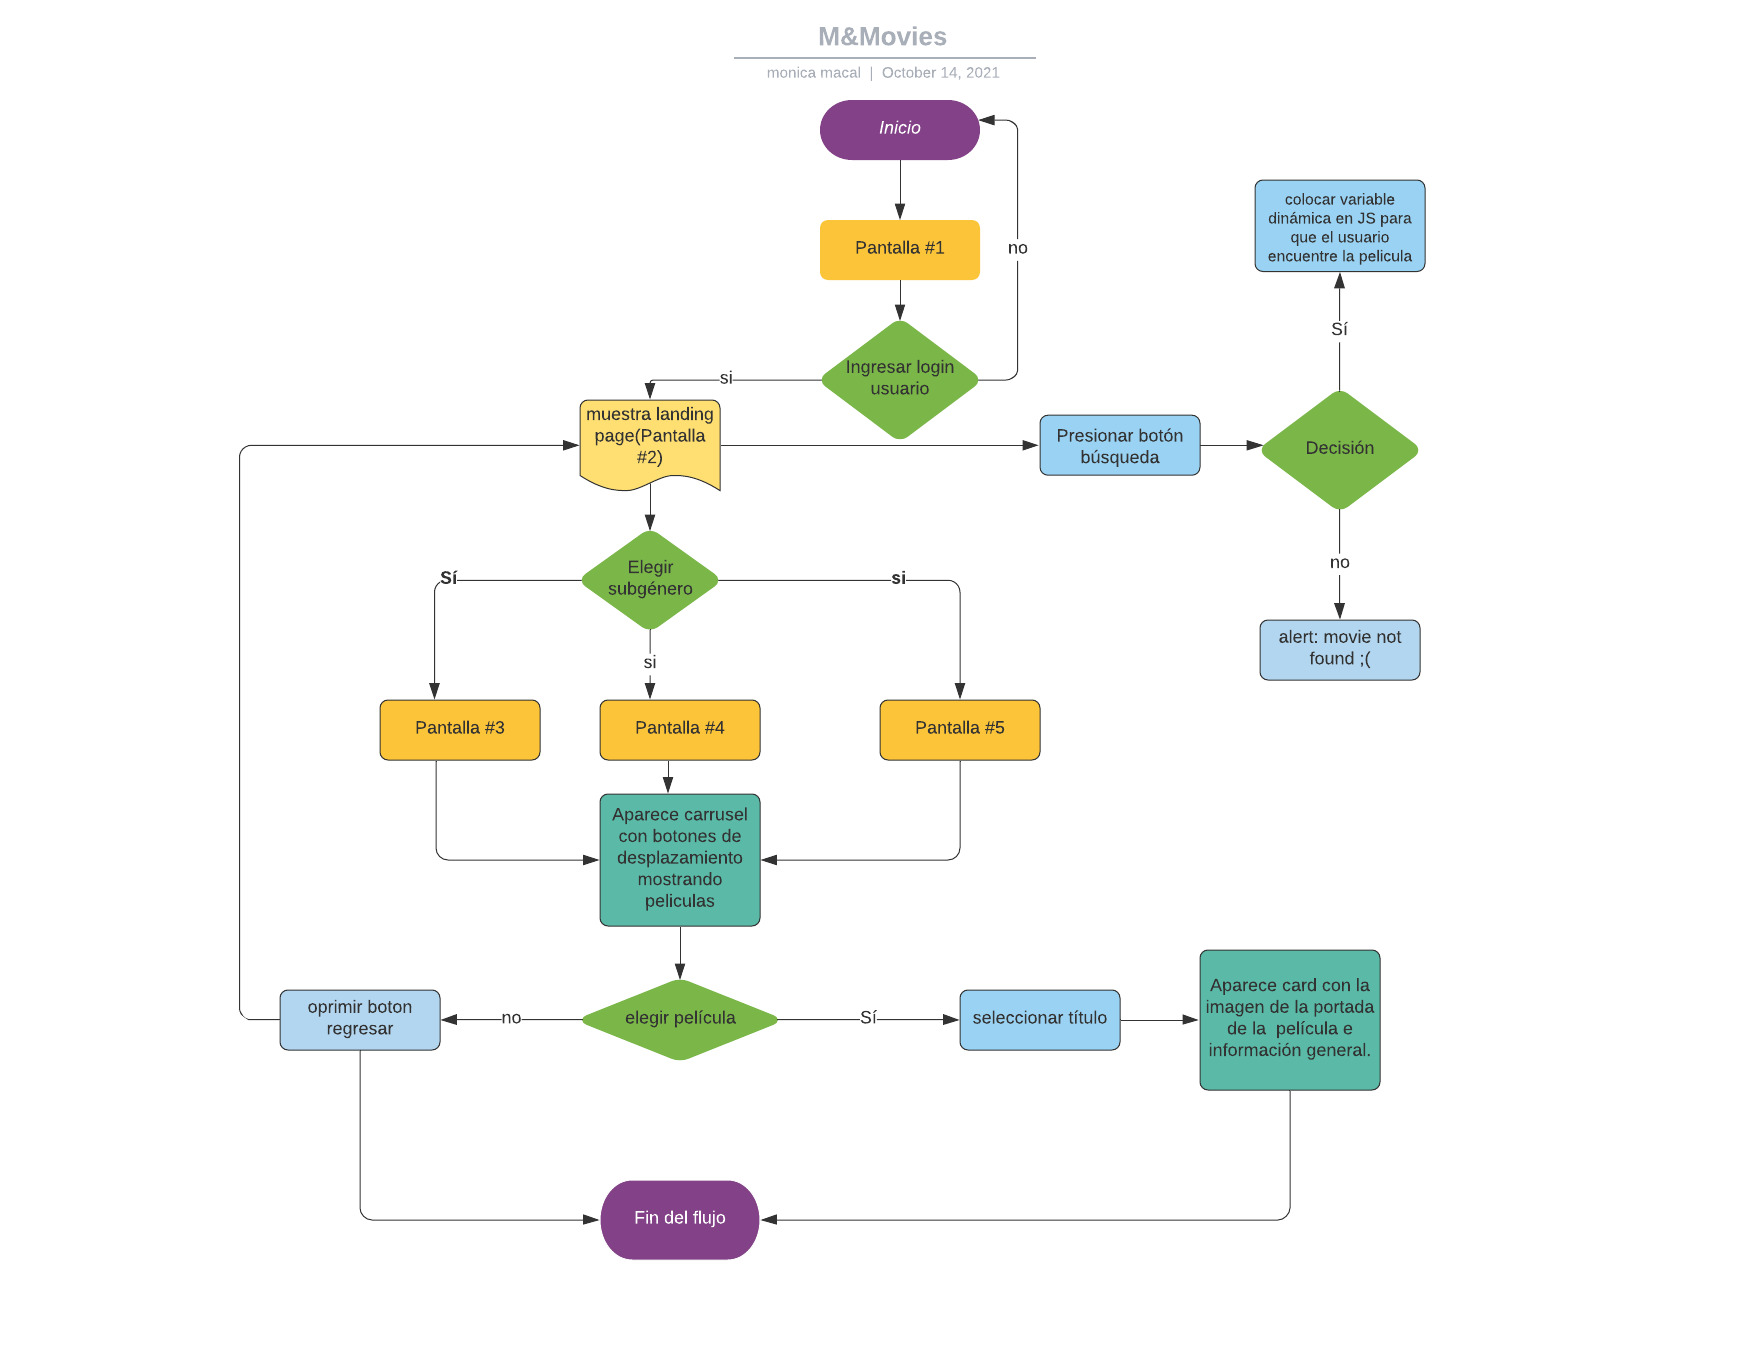 M&Movies
monica macal | October 14, 2021
Inicio
Pantalla #1
no
colocar variable
dinámica en JS para
que el usuario
encuentre la pelicula
Sí
Ingresar login
usuario
si
muestra landing
page(Pantalla
#2)
Presionar botón
búsqueda
Decisión
no
alert: movie not
found ;(
Elegir
subgénero
Sí
si
si
Pantalla #3
Pantalla #4
Pantalla #5
Aparece carrusel
con botones de
desplazamiento
mostrando
peliculas
oprimir boton
regresar
no
elegir película
Sí
seleccionar título
Aparece card con la
imagen de la portada
de la  película e
información general.
Fin del flujo